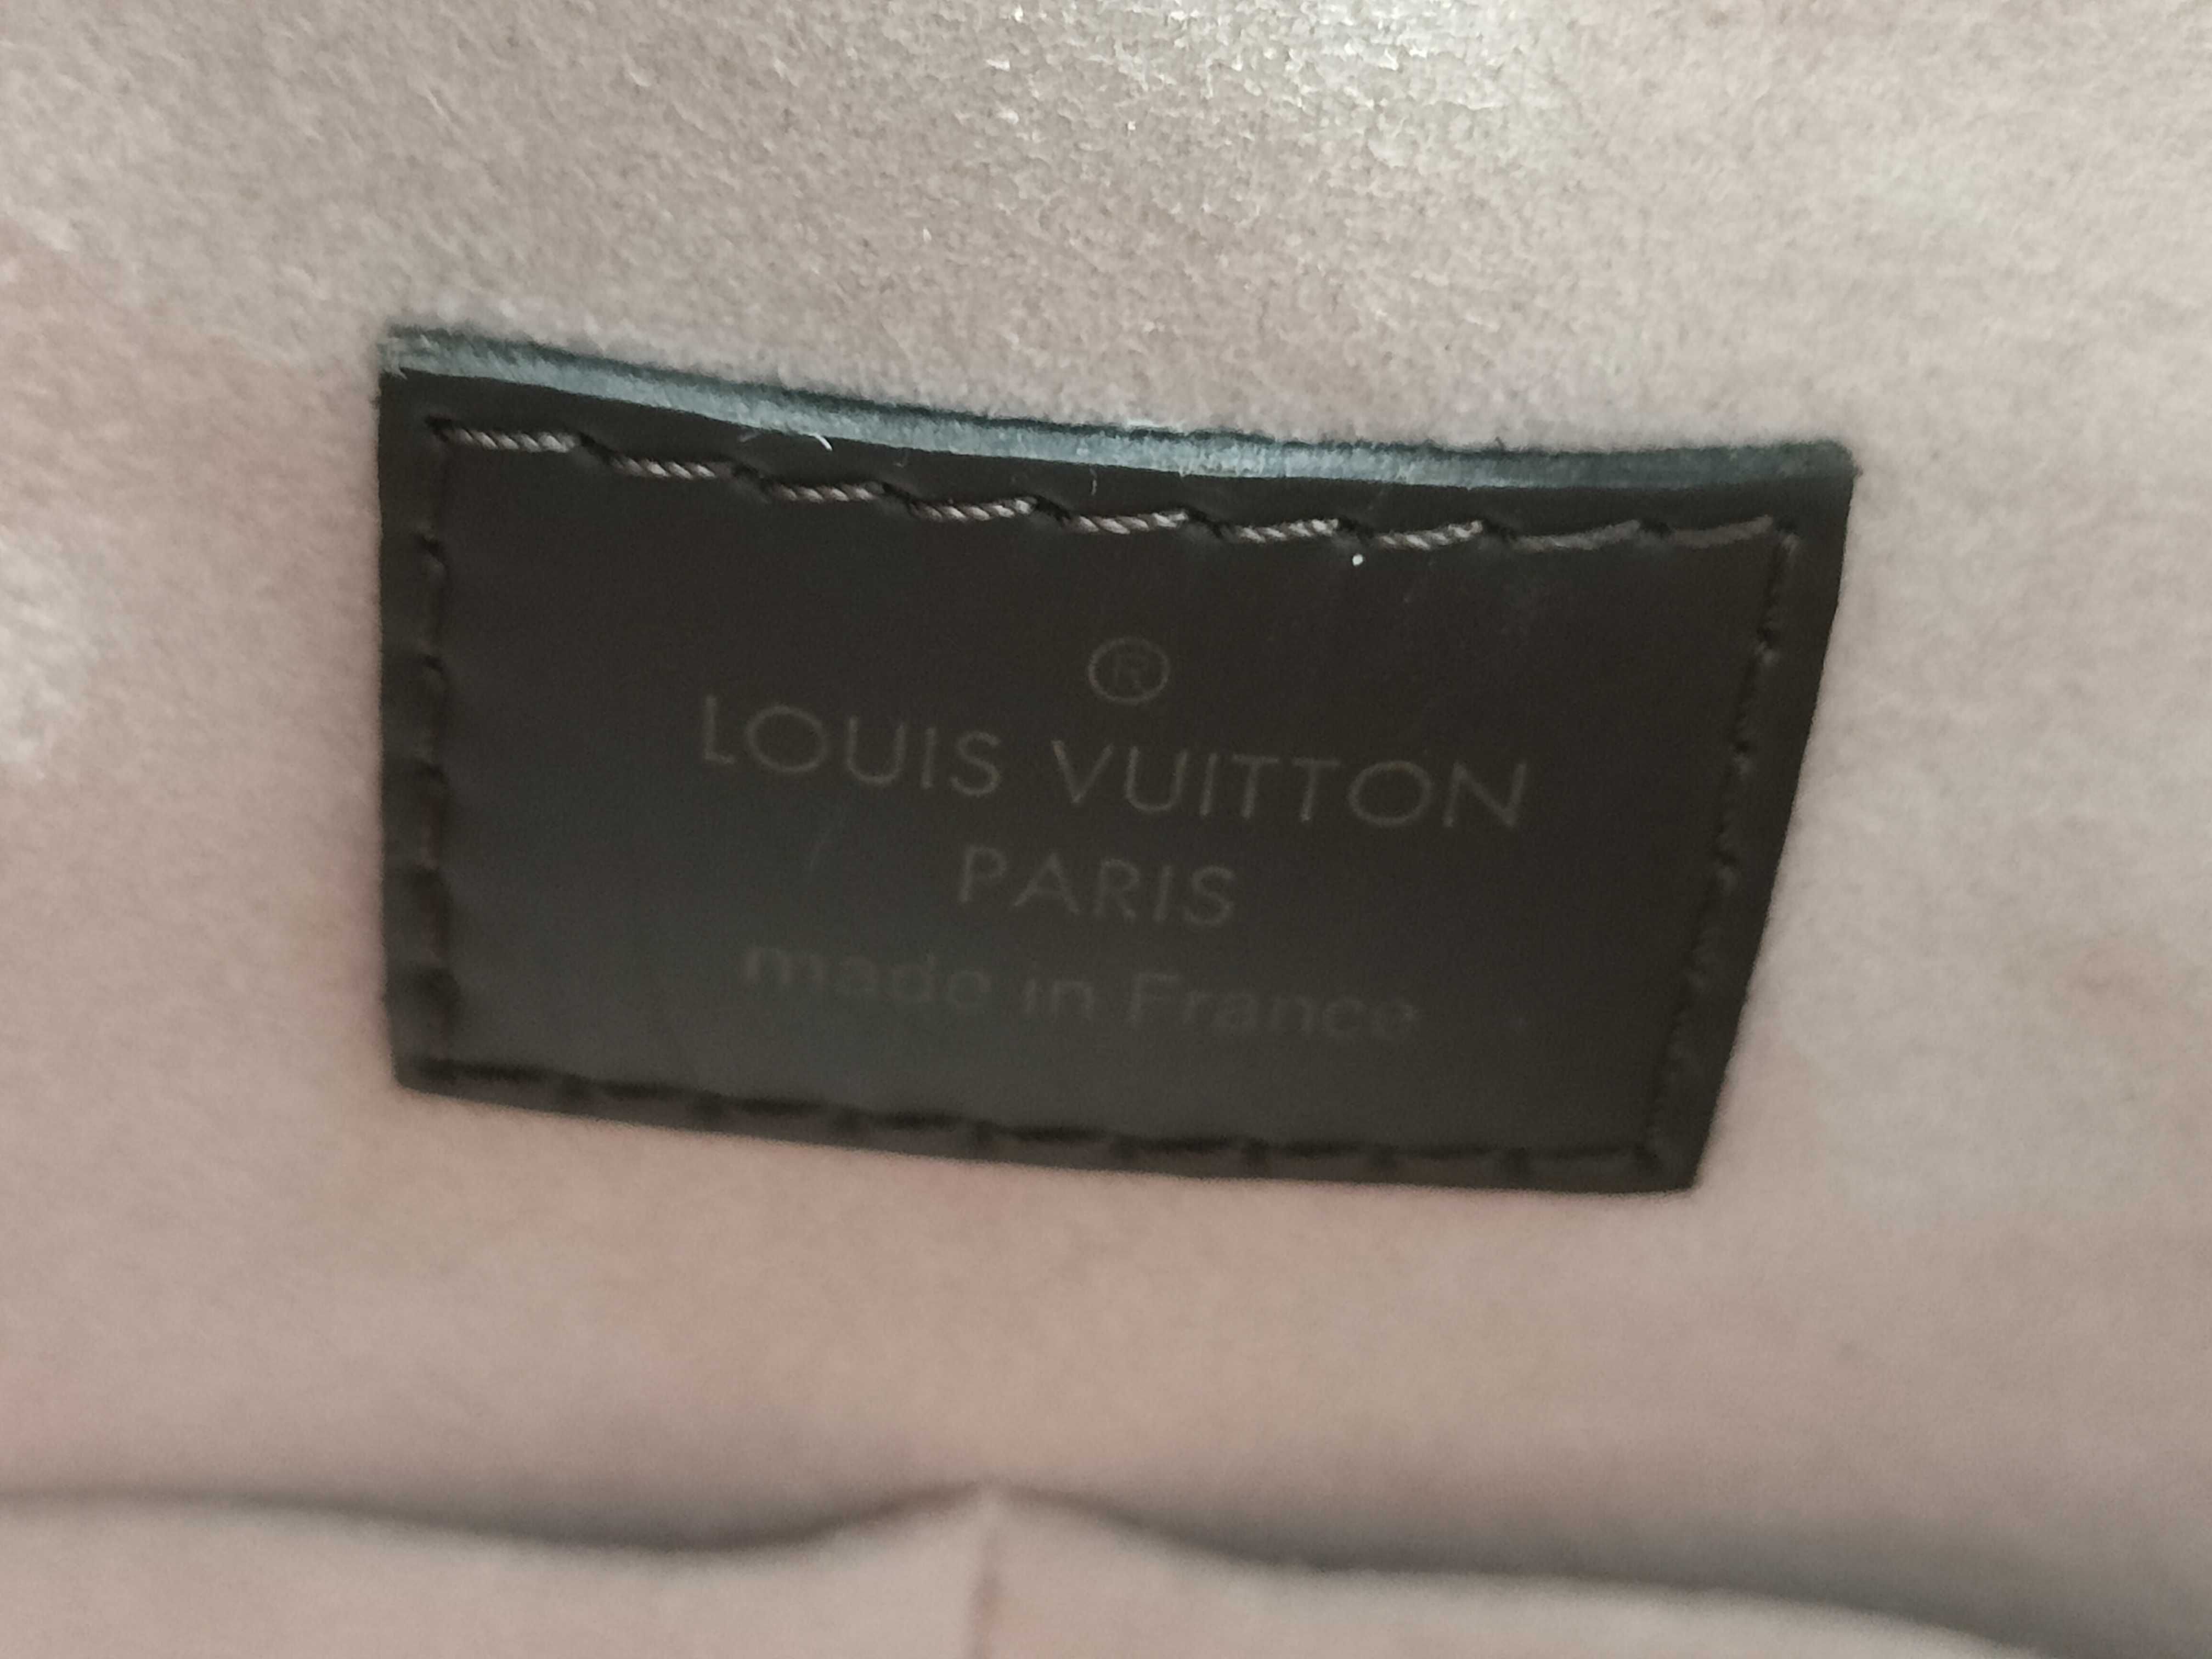 ®
LOUIS VUITTON
PARIS
made in France